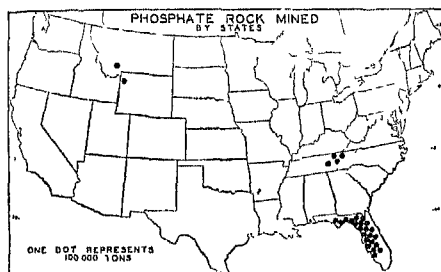 PHOSPHATE ROCK MINED
BY STATES
ONE DOT REPRESENTS
100 000 TONS